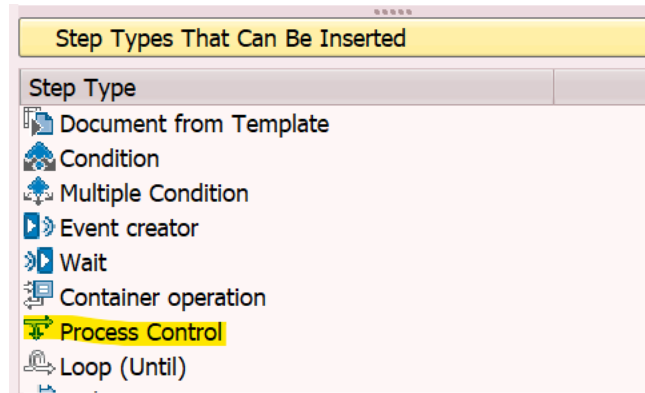 Step Types That Can Be Inserted
Step Type
Document from Template
Condition
Multiple Condition
Event creator
Wait
Container operation
Process Control
Loop (Until)